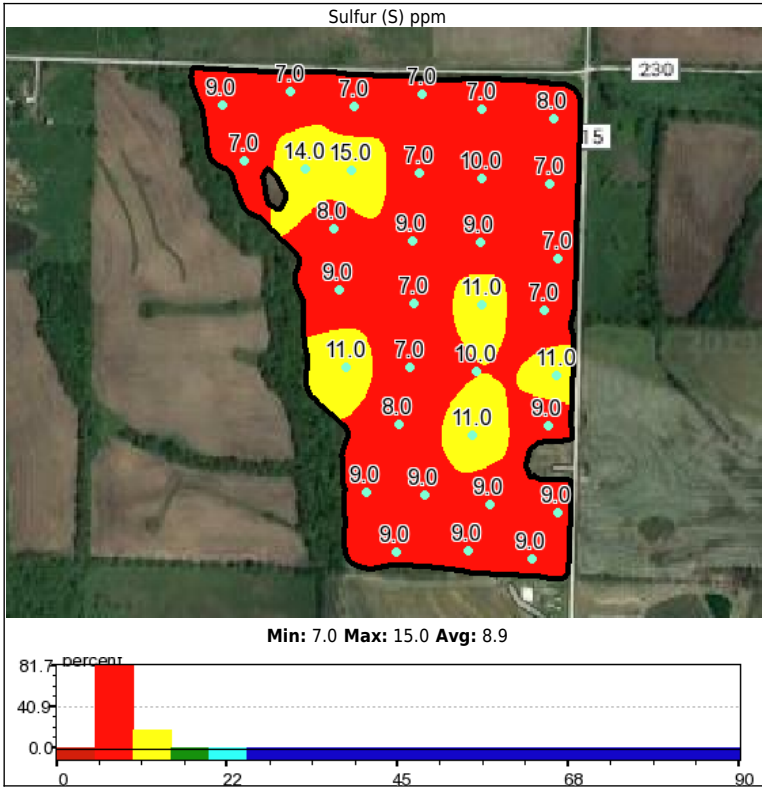 Sulfur (S) ppm
230
15
9.0 7.0 7.0 7.0 7.0 8.0
7.0 14.0 15.0 7.0 10.0 7.0
8.0 9.0 9.0 7.0
9.0 7.0 11.0 7.0
11.0 7.0 10.0 11.0
8.0 11.0 9.0
9.0 9.0 9.0 9.0
9.0 9.0 9.0
Min: 7.0 Max: 15.0 Avg: 8.9
percent
81.7
40.9
0.0
0 22 45 68 90